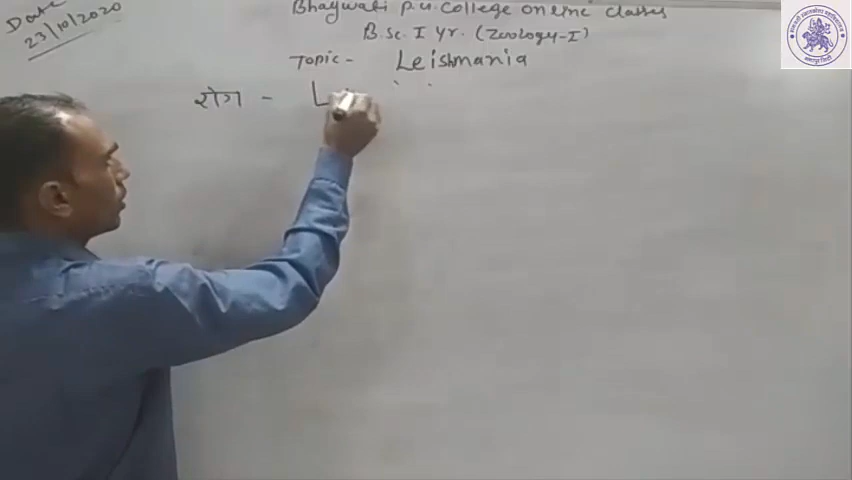 Date
23/10/2020
Bhagwati P.U. College online classes
B.Sc. I yr. (Zoology-I)
Topic - Leishmania
रोग - L